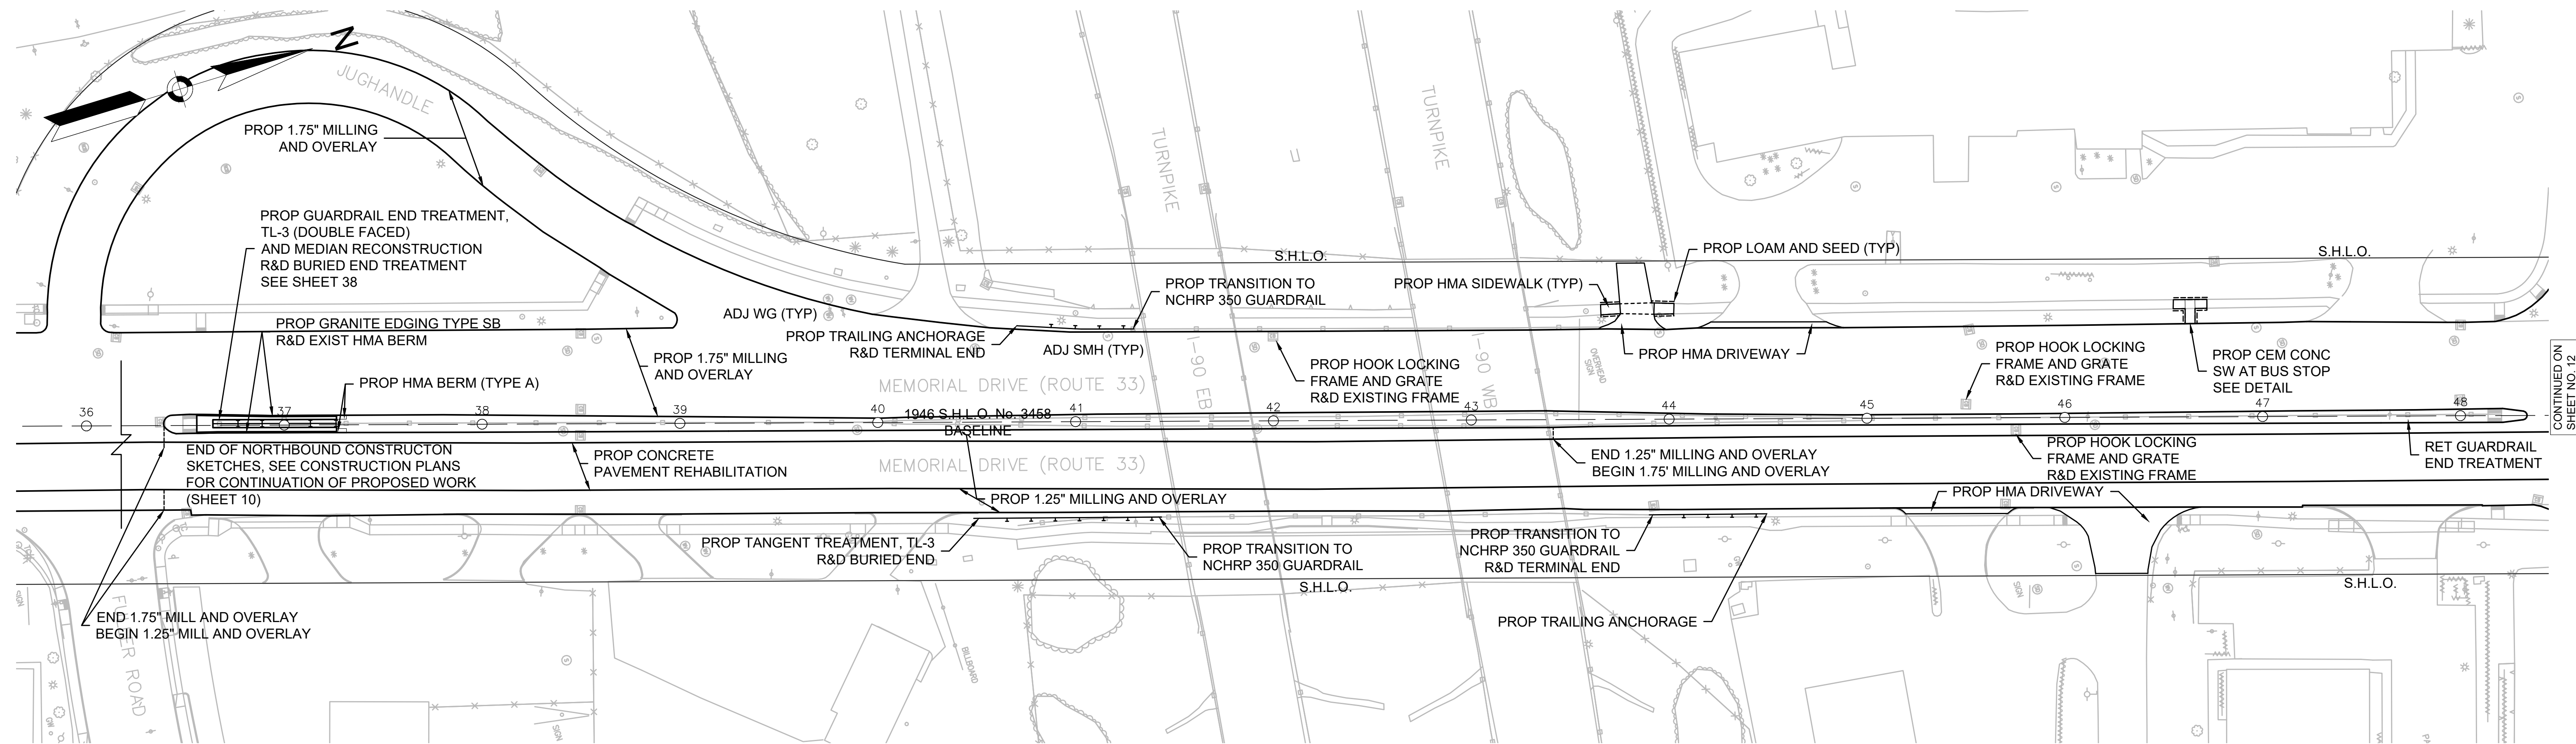 N
JUGHANDLE
PROP 1.75" MILLING
AND OVERLAY
PROP GUARDRAIL END TREATMENT,
TL-3 (DOUBLE FACED)
AND MEDIAN RECONSTRUCTION
R&D BURIED END TREATMENT
SEE SHEET 38
PROP GRANITE EDGING TYPE SB
R&D EXIST HMA BERM
PROP HMA BERM (TYPE A)
PROP 1.75" MILLING
AND OVERLAY
ADJ WG (TYP)
PROP TRAILING ANCHORAGE
R&D TERMINAL END
ADJ SMH (TYP)
PROP TRANSITION TO
NCHRP 350 GUARDRAIL
TURNPIKE
TURNPIKE
S.H.L.O.
PROP HMA SIDEWALK (TYP)
PROP LOAM AND SEED (TYP)
S.H.L.O.
I-90 EB
I-90 WB
OVERHEAD
SIGN
PROP HOOK LOCKING
FRAME AND GRATE
R&D EXISTING FRAME
PROP HMA DRIVEWAY
PROP HOOK LOCKING
FRAME AND GRATE
R&D EXISTING FRAME
PROP CEM CONC
SW AT BUS STOP
SEE DETAIL
CONTINUED ON
SHEET NO. 12
MEMORIAL DRIVE (ROUTE 33)
36
37
38
39
40
41
42
43
44
45
46
47
48
1946 S.H.L.O. No. 3458
BASELINE
MEMORIAL DRIVE (ROUTE 33)
END OF NORTHBOUND CONSTRUCTON
SKETCHES, SEE CONSTRUCTION PLANS
FOR CONTINUATION OF PROPOSED WORK
(SHEET 10)
PROP CONCRETE
PAVEMENT REHABILITATION
END 1.25" MILLING AND OVERLAY
BEGIN 1.75' MILLING AND OVERLAY
PROP HOOK LOCKING
FRAME AND GRATE
R&D EXISTING FRAME
RET GUARDRAIL
END TREATMENT
PROP 1.25" MILLING AND OVERLAY
PROP HMA DRIVEWAY
PROP TANGENT TREATMENT, TL-3
R&D BURIED END
PROP TRANSITION TO
NCHRP 350 GUARDRAIL
PROP TRANSITION TO
NCHRP 350 GUARDRAIL
R&D TERMINAL END
S.H.L.O.
S.H.L.O.
PROP TRAILING ANCHORAGE
END 1.75" MILL AND OVERLAY
BEGIN 1.25" MILL AND OVERLAY
FULLER ROAD
BILLBOARD
SIGN
SIGN
SIGN
GW